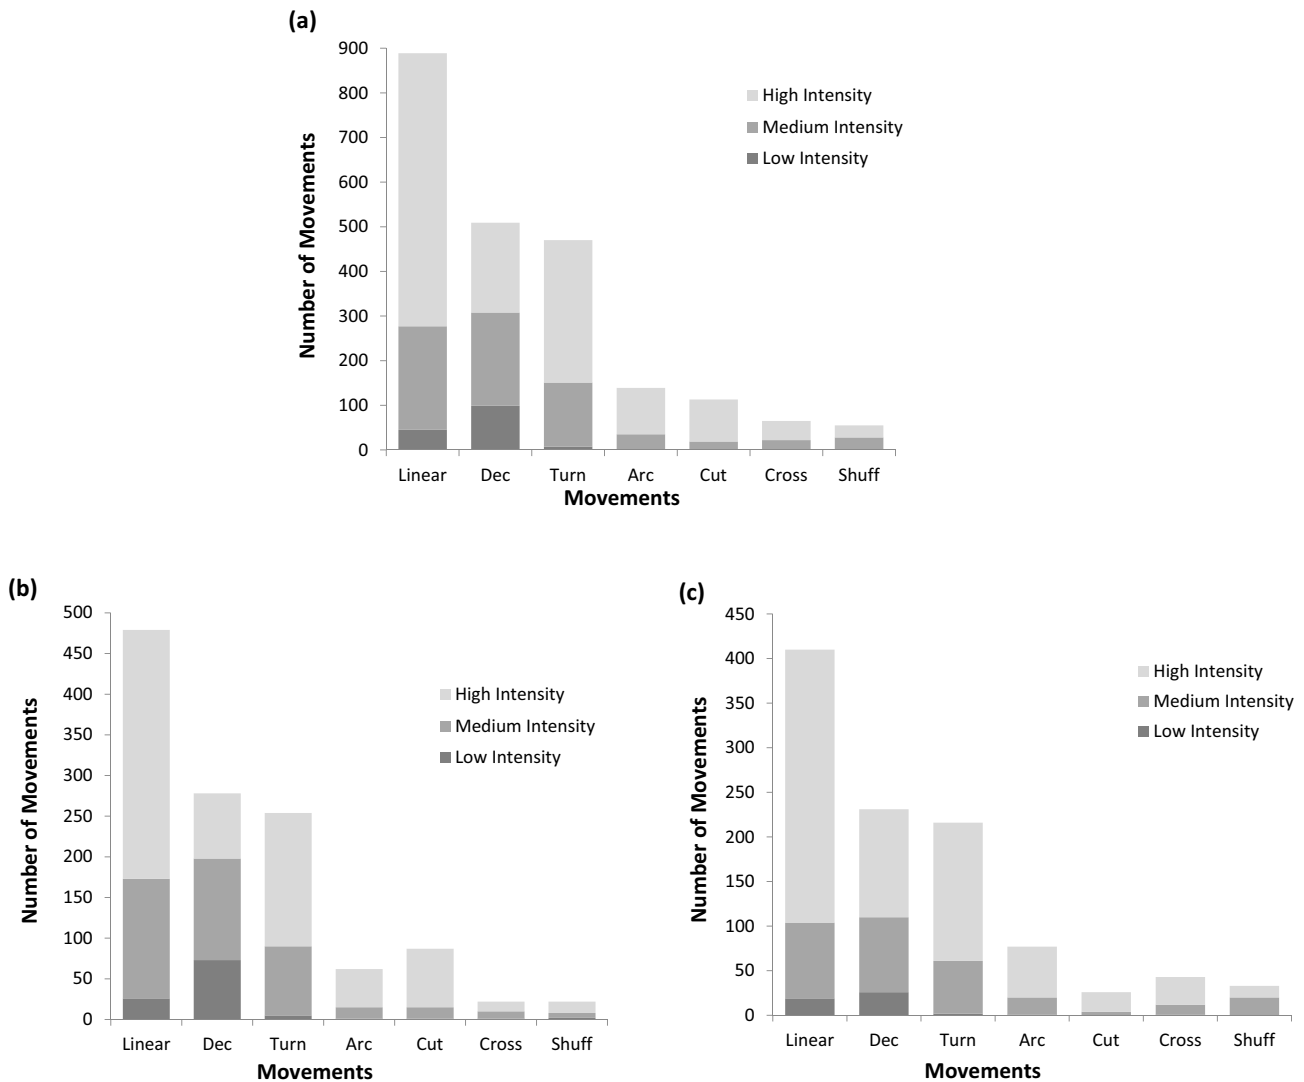 (a)
900
800
700
600
500
400
300
200
100
0
Number of Movements
High Intensity
Medium Intensity
Low Intensity
Linear Dec Turn Arc Cut Cross Shuff
Movements
(b)
500
450
400
350
300
250
200
150
100
50
0
Number of Movements
High Intensity
Medium Intensity
Low Intensity
Linear Dec Turn Arc Cut Cross Shuff
Movements
(c)
450
400
350
300
250
200
150
100
50
0
Number of Movements
High Intensity
Medium Intensity
Low Intensity
Linear Dec Turn Arc Cut Cross Shuff
Movements